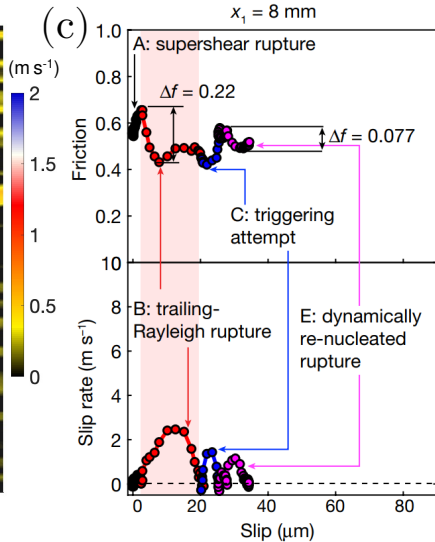 (c)
x₁ = 8 mm
(m s⁻¹)
2
1.5
1
0.5
0
Friction
1.0
0.8
0.6
0.4
0.2
A: supershear rupture
Δf = 0.22
Δf = 0.077
C: triggering
attempt
B: trailing-
Rayleigh rupture
E: dynamically
re-nucleated
rupture
Slip rate (m s⁻¹)
10
8
6
4
2
0
0 20 40 60 80
Slip (μm)